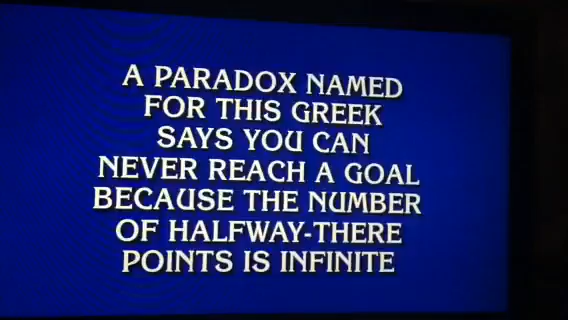 A PARADOX NAMED
FOR THIS GREEK
SAYS YOU CAN
NEVER REACH A GOAL
BECAUSE THE NUMBER
OF HALFWAY-THERE
POINTS IS INFINITE